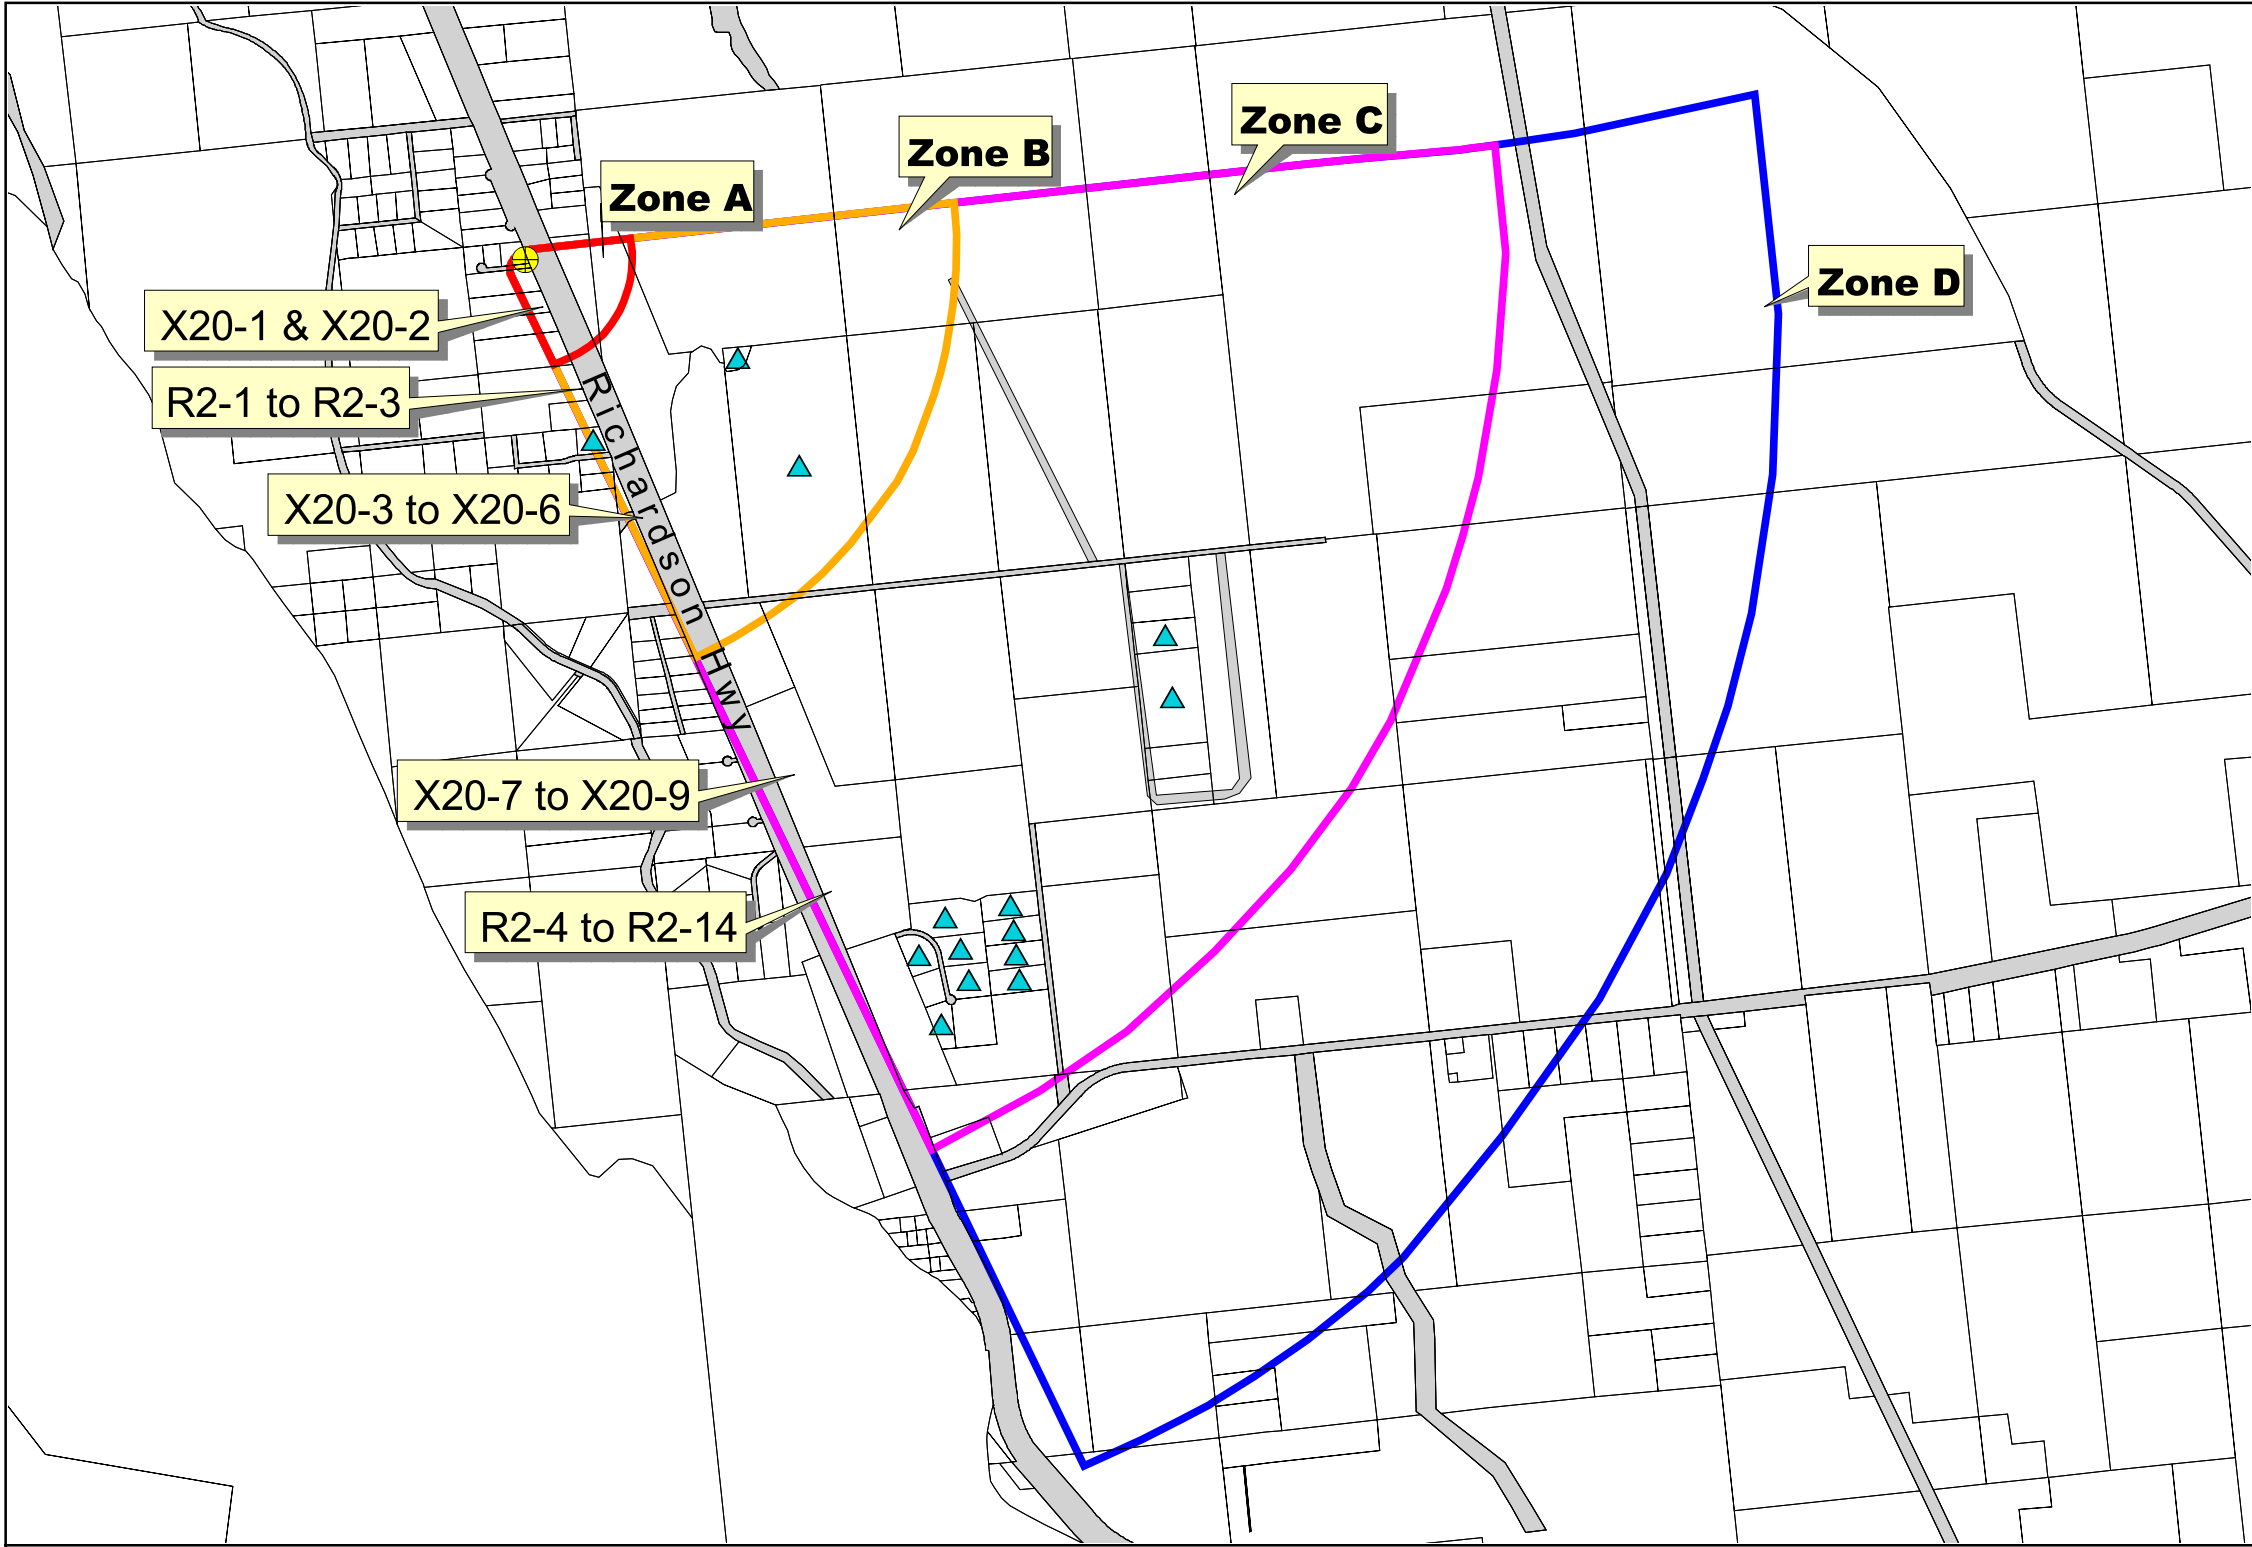 Zone C
Zone B
Zone A
Zone D
X20-1 & X20-2
R2-1 to R2-3
X20-3 to X20-6
Richardson Hwy
X20-7 to X20-9
R2-4 to R2-14